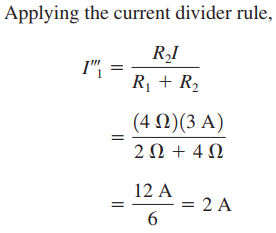 Applying the current divider rule,
I'''₁ = R₂I / (R₁ + R₂)
= (4 Ω)(3 A) / (2 Ω + 4 Ω)
= 12 A / 6 = 2 A